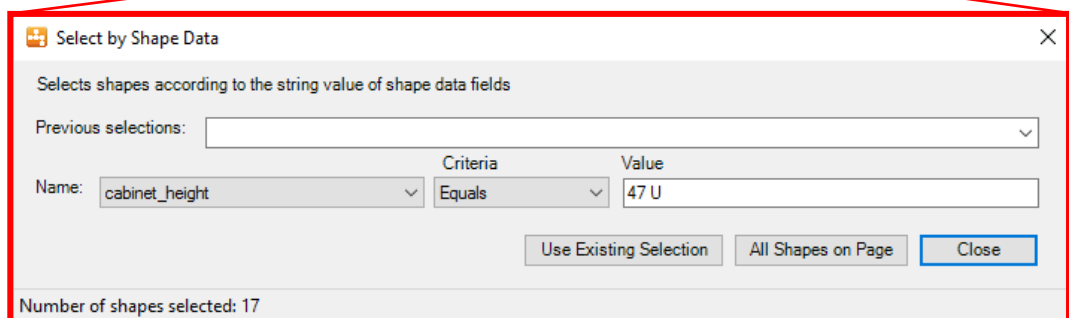 Select by Shape Data
Selects shapes according to the string value of shape data fields
Previous selections:
Criteria Value
Name: cabinet_height Equals 47 U
Use Existing Selection All Shapes on Page Close
Number of shapes selected: 17